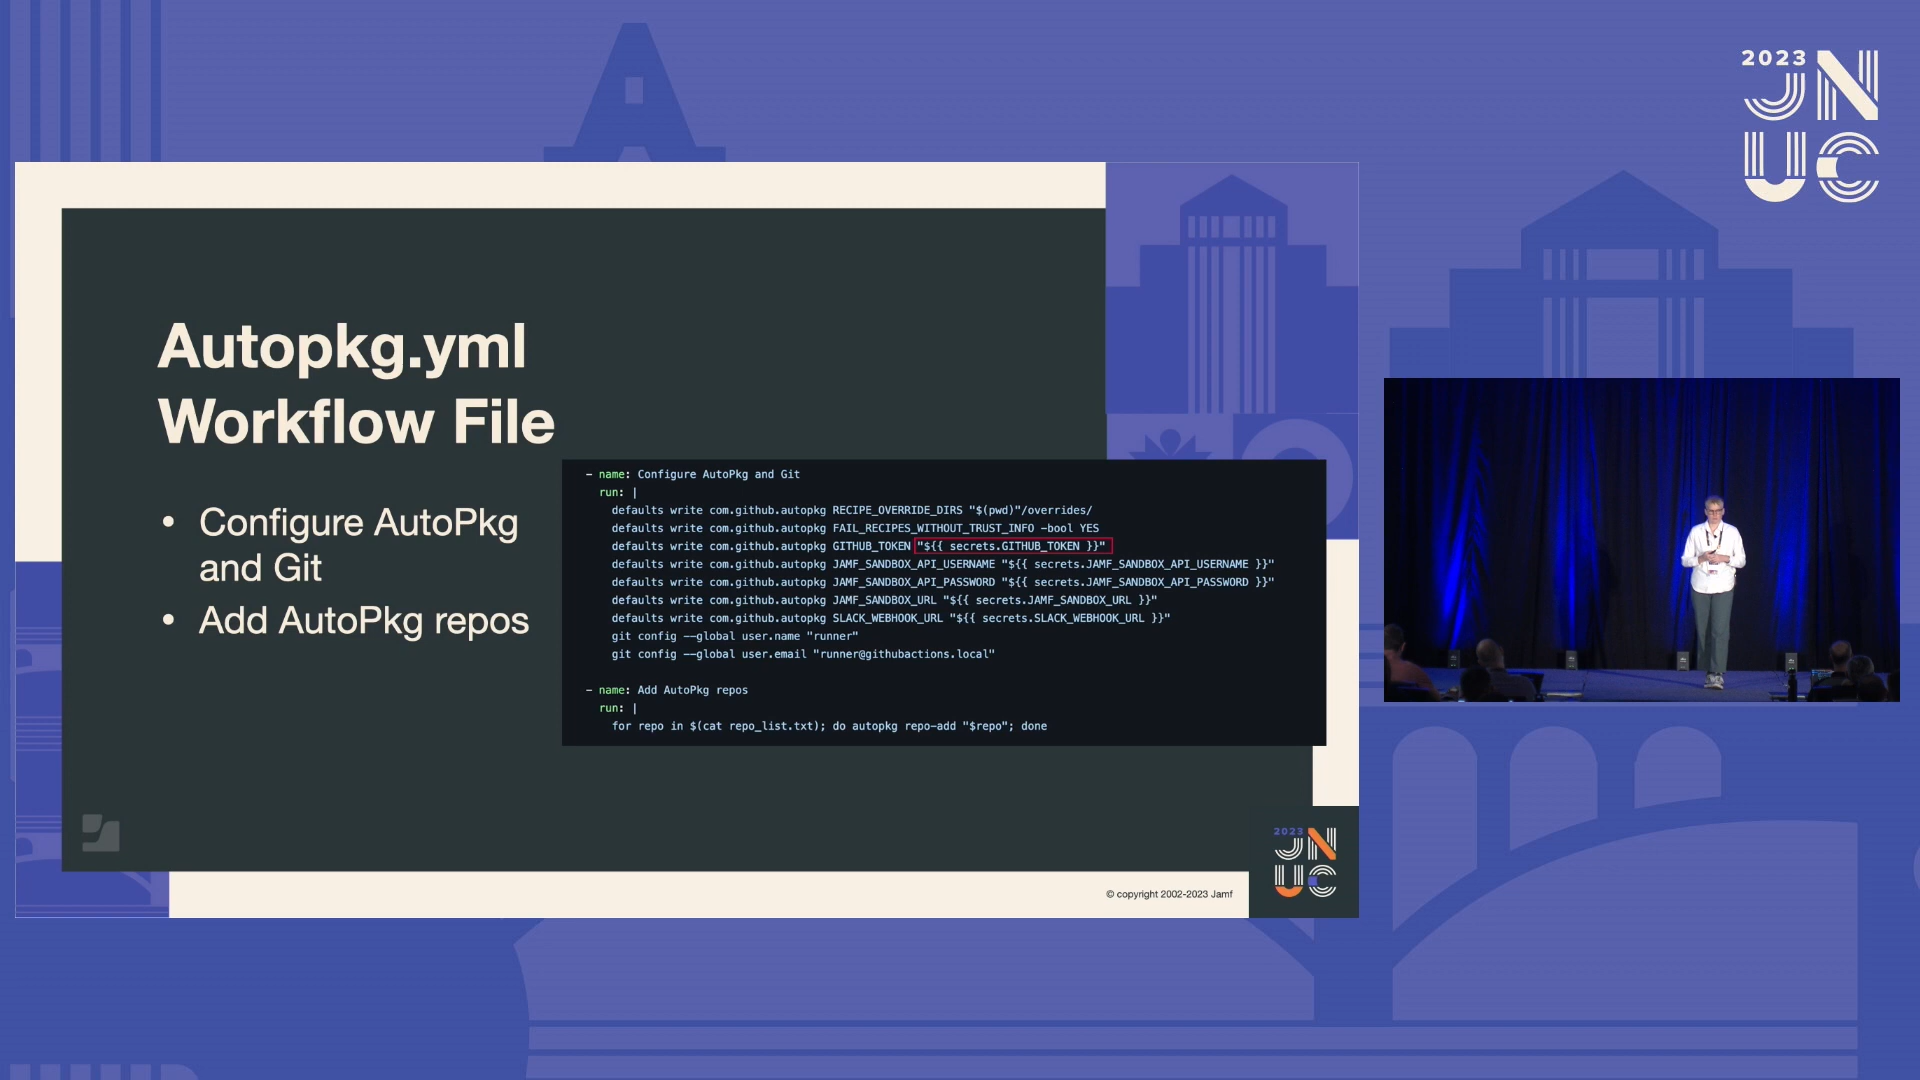 2023
JN
UC
Autopkg.yml
Workflow File
• Configure AutoPkg
and Git
• Add AutoPkg repos
- name: Configure AutoPkg and Git
run: |
defaults write com.github.autopkg RECIPE_OVERRIDE_DIRS "$(pwd)"/overrides/
defaults write com.github.autopkg FAIL_RECIPES_WITHOUT_TRUST_INFO -bool YES
defaults write com.github.autopkg GITHUB_TOKEN "${{ secrets.GITHUB_TOKEN }}"
defaults write com.github.autopkg JAMF_SANDBOX_API_USERNAME "${{ secrets.JAMF_SANDBOX_API_USERNAME }}"
defaults write com.github.autopkg JAMF_SANDBOX_API_PASSWORD "${{ secrets.JAMF_SANDBOX_API_PASSWORD }}"
defaults write com.github.autopkg JAMF_SANDBOX_URL "${{ secrets.JAMF_SANDBOX_URL }}"
defaults write com.github.autopkg SLACK_WEBHOOK_URL "${{ secrets.SLACK_WEBHOOK_URL }}"
git config --global user.name "runner"
git config --global user.email "runner@githubactions.local"
- name: Add AutoPkg repos
run: |
for repo in $(cat repo_list.txt); do autopkg repo-add "$repo"; done
2023
JN
UC
© copyright 2002-2023 Jamf